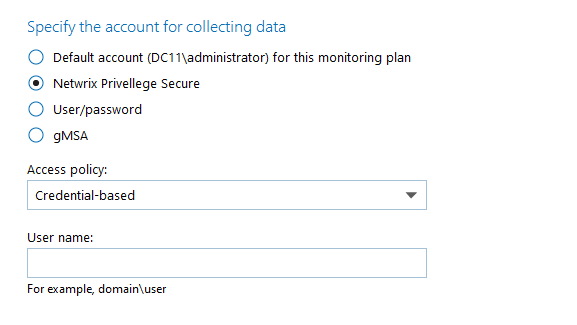 Specify the account for collecting data
Default account (DC11\administrator) for this monitoring plan
Netwrix Privellege Secure
User/password
gMSA
Access policy:
Credential-based
User name:
For example, domain\user